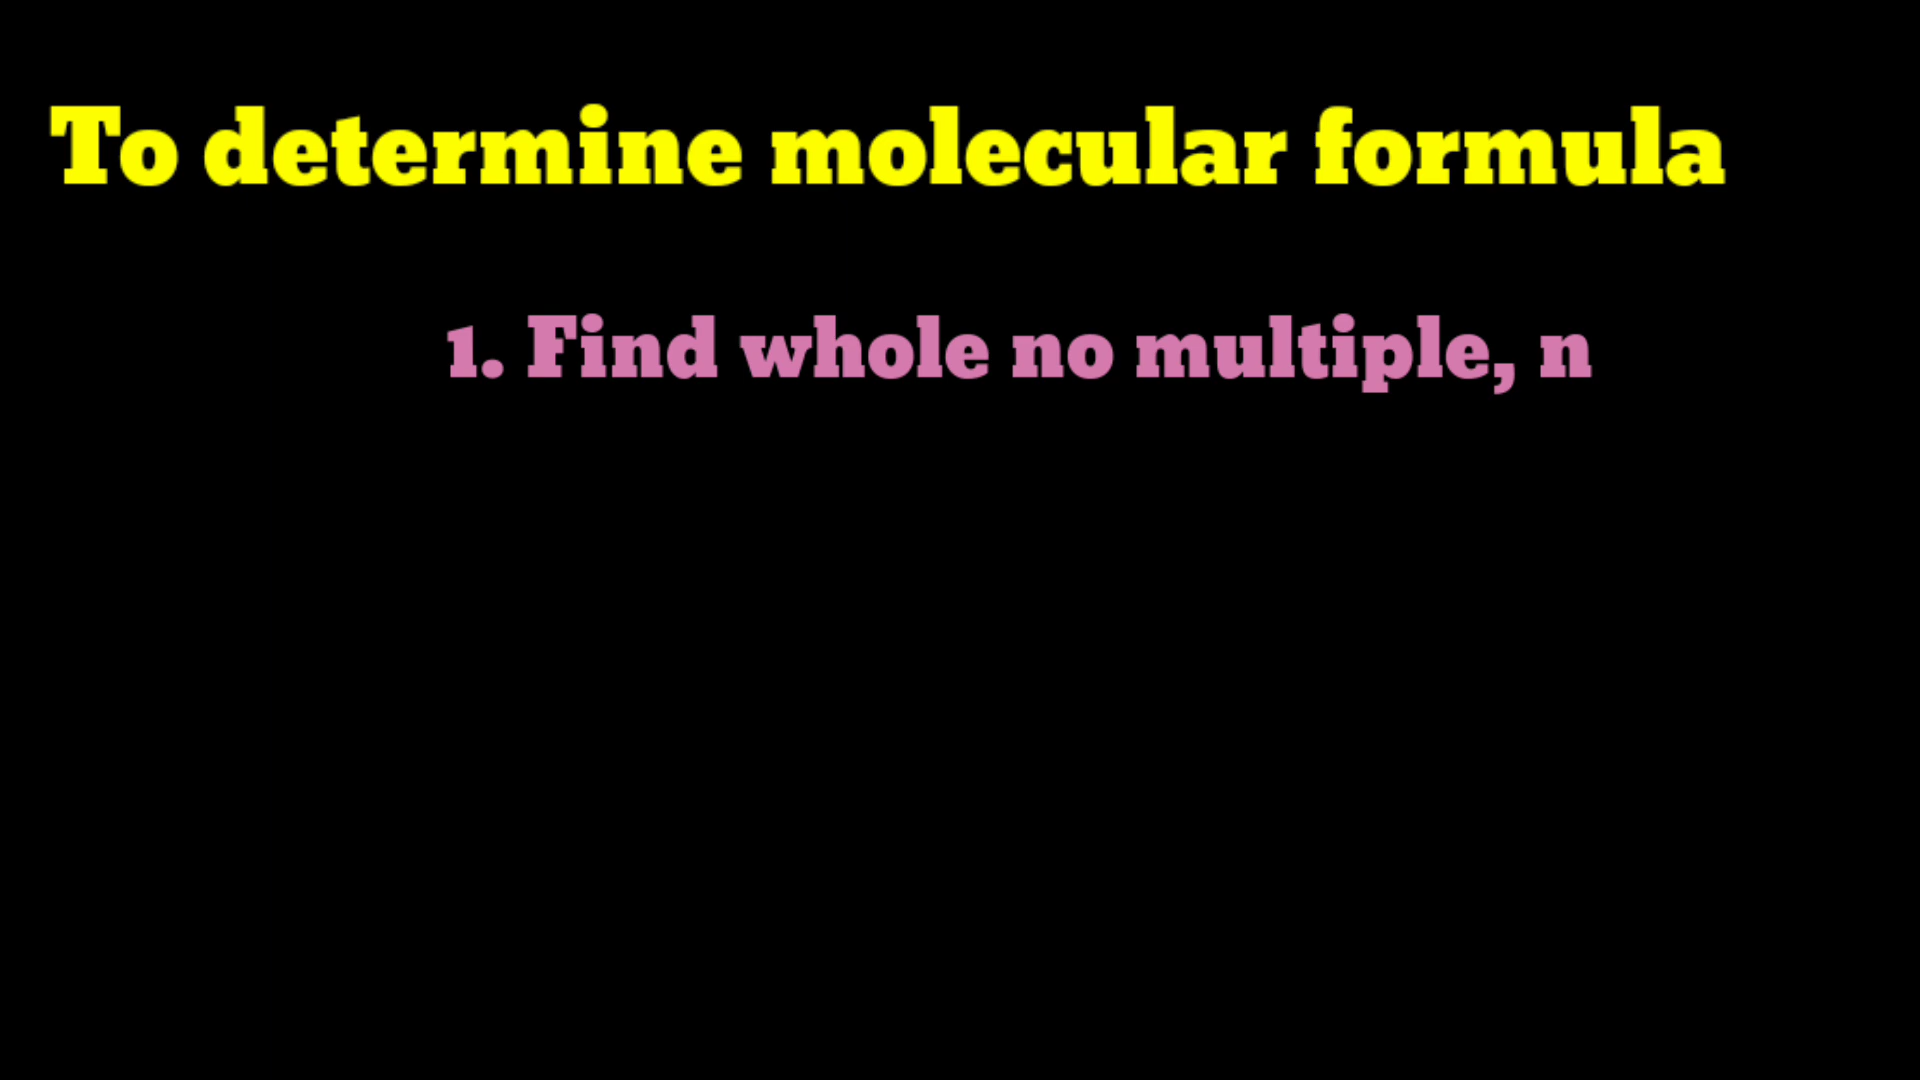 To determine molecular formula
1. Find whole no multiple, n